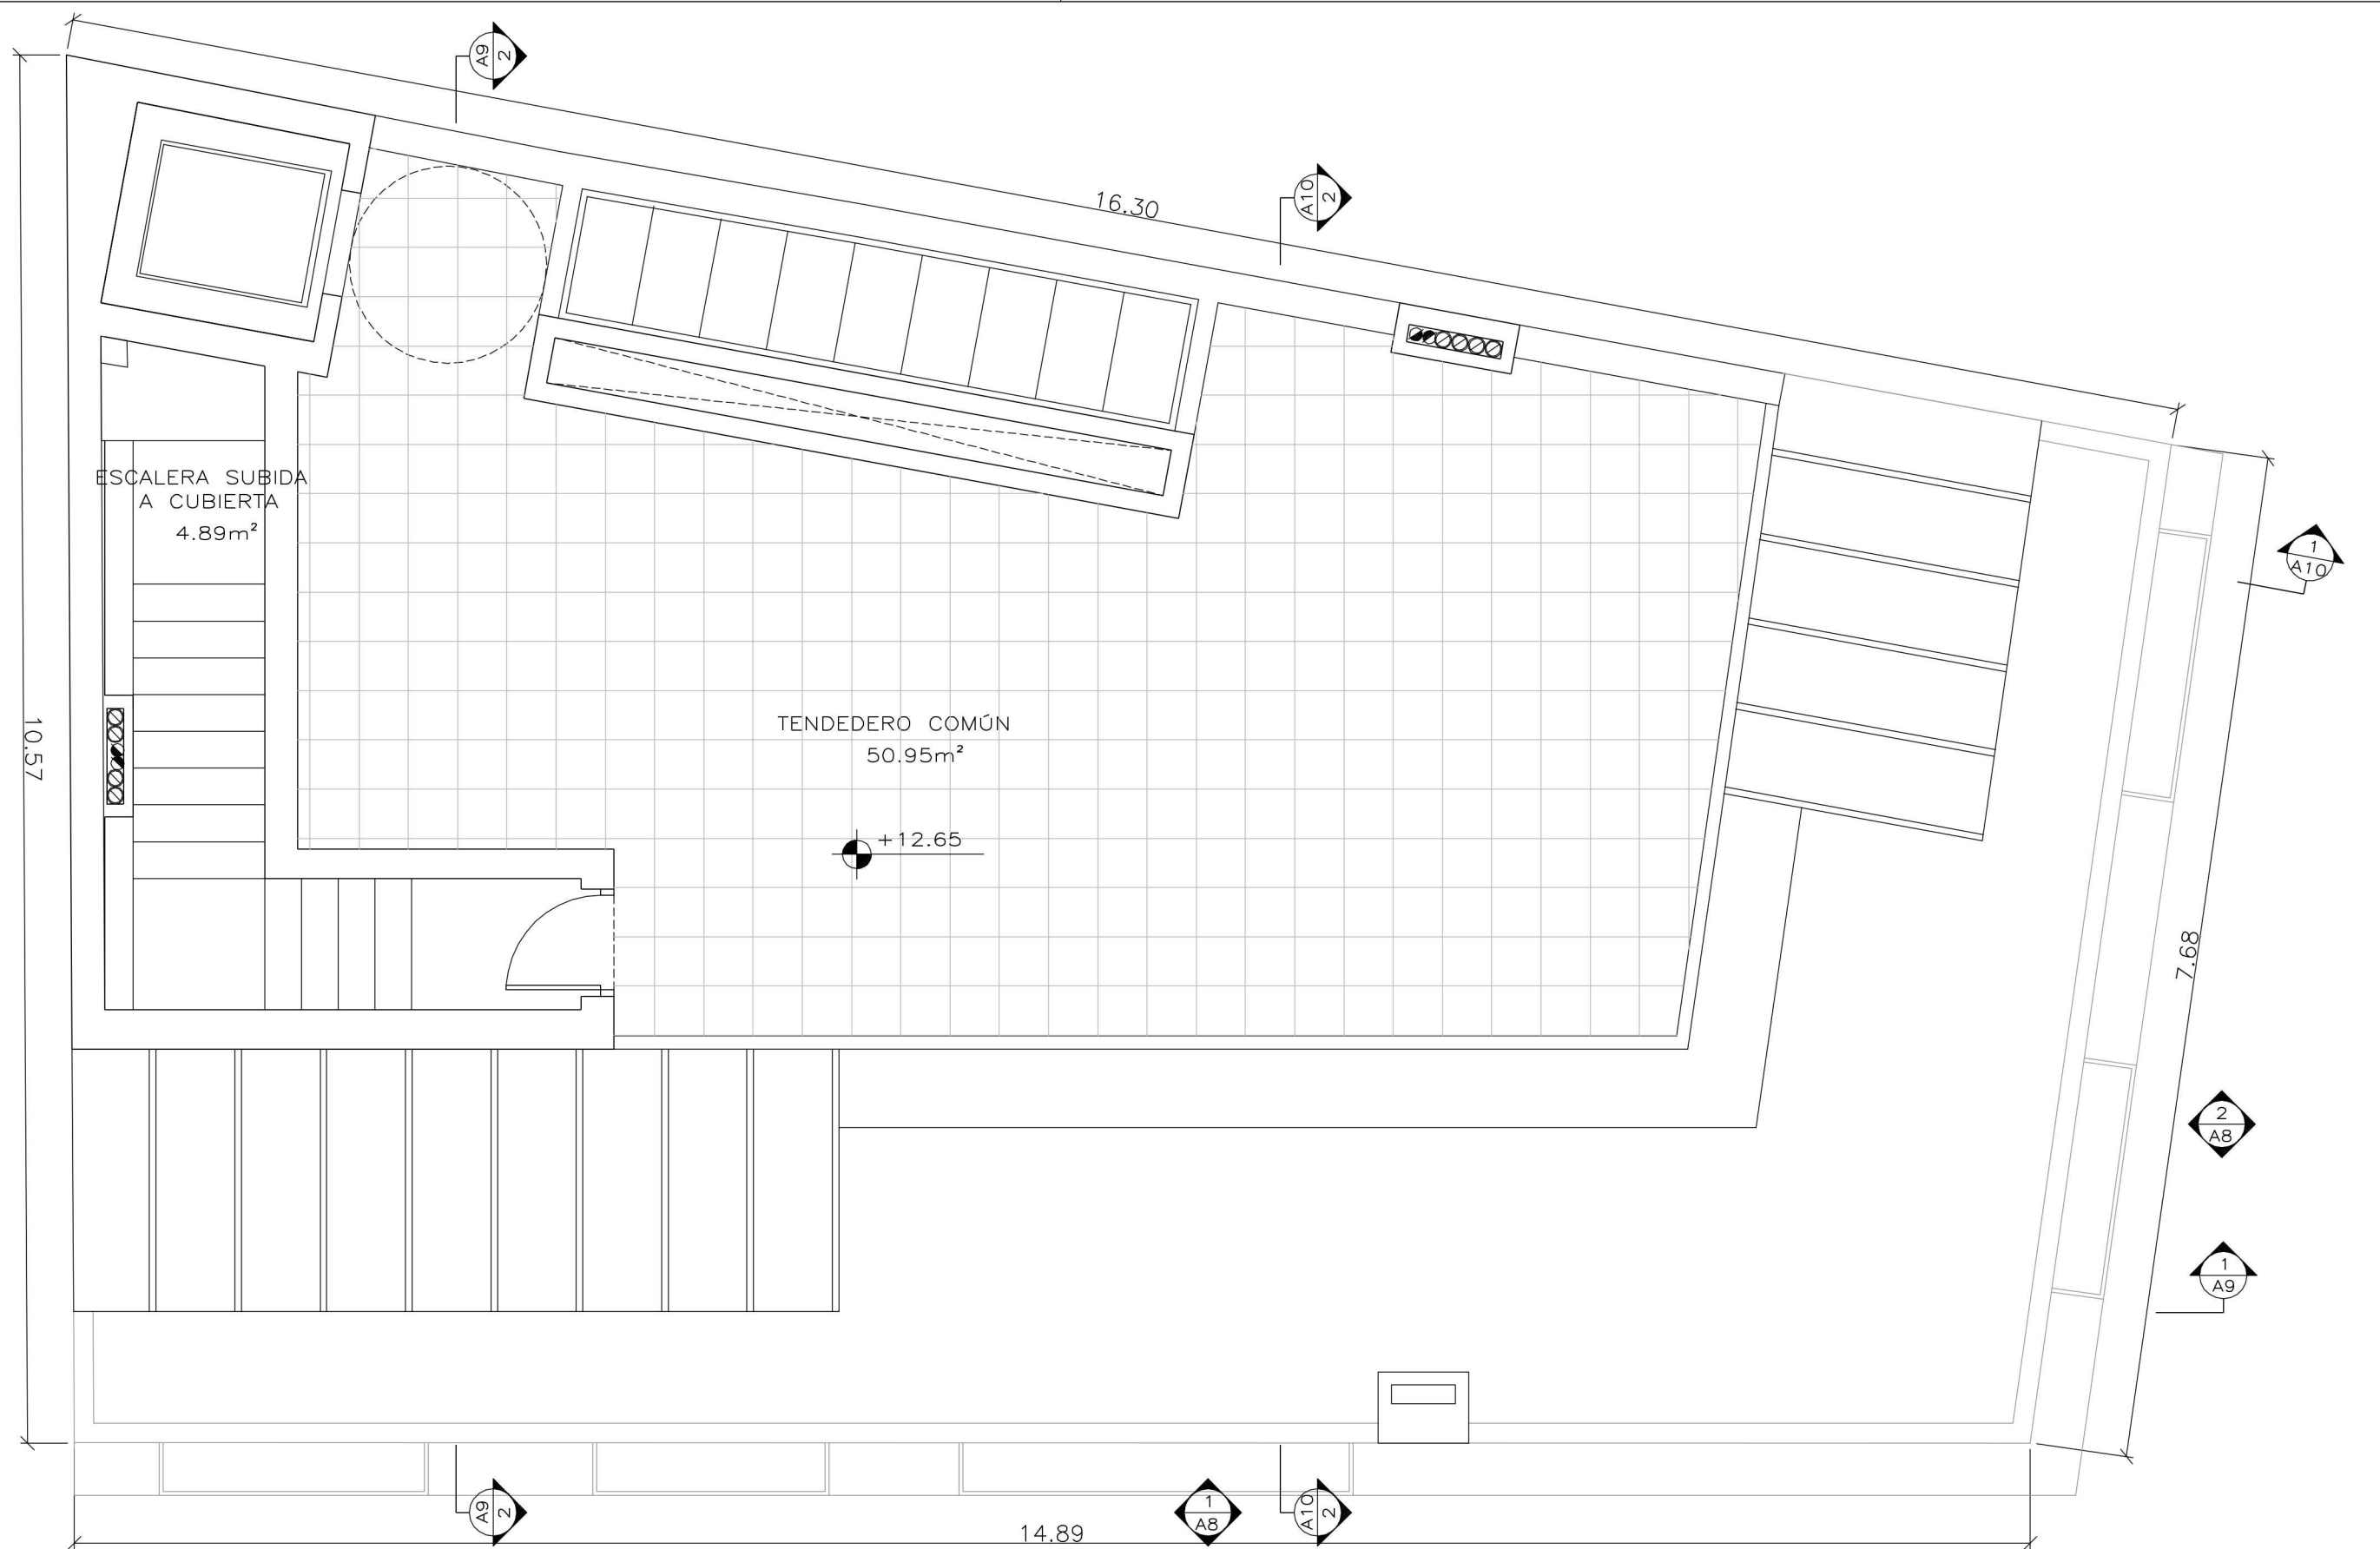 A9
2
16.30
A10
2
ESCALERA SUBIDA
A CUBIERTA
4.89m²
1
A10
10.57
TENDEDERO COMÚN
50.95m²
+12.65
7.68
2
A8
1
A9
A9
2
1
A8
A10
2
14.89